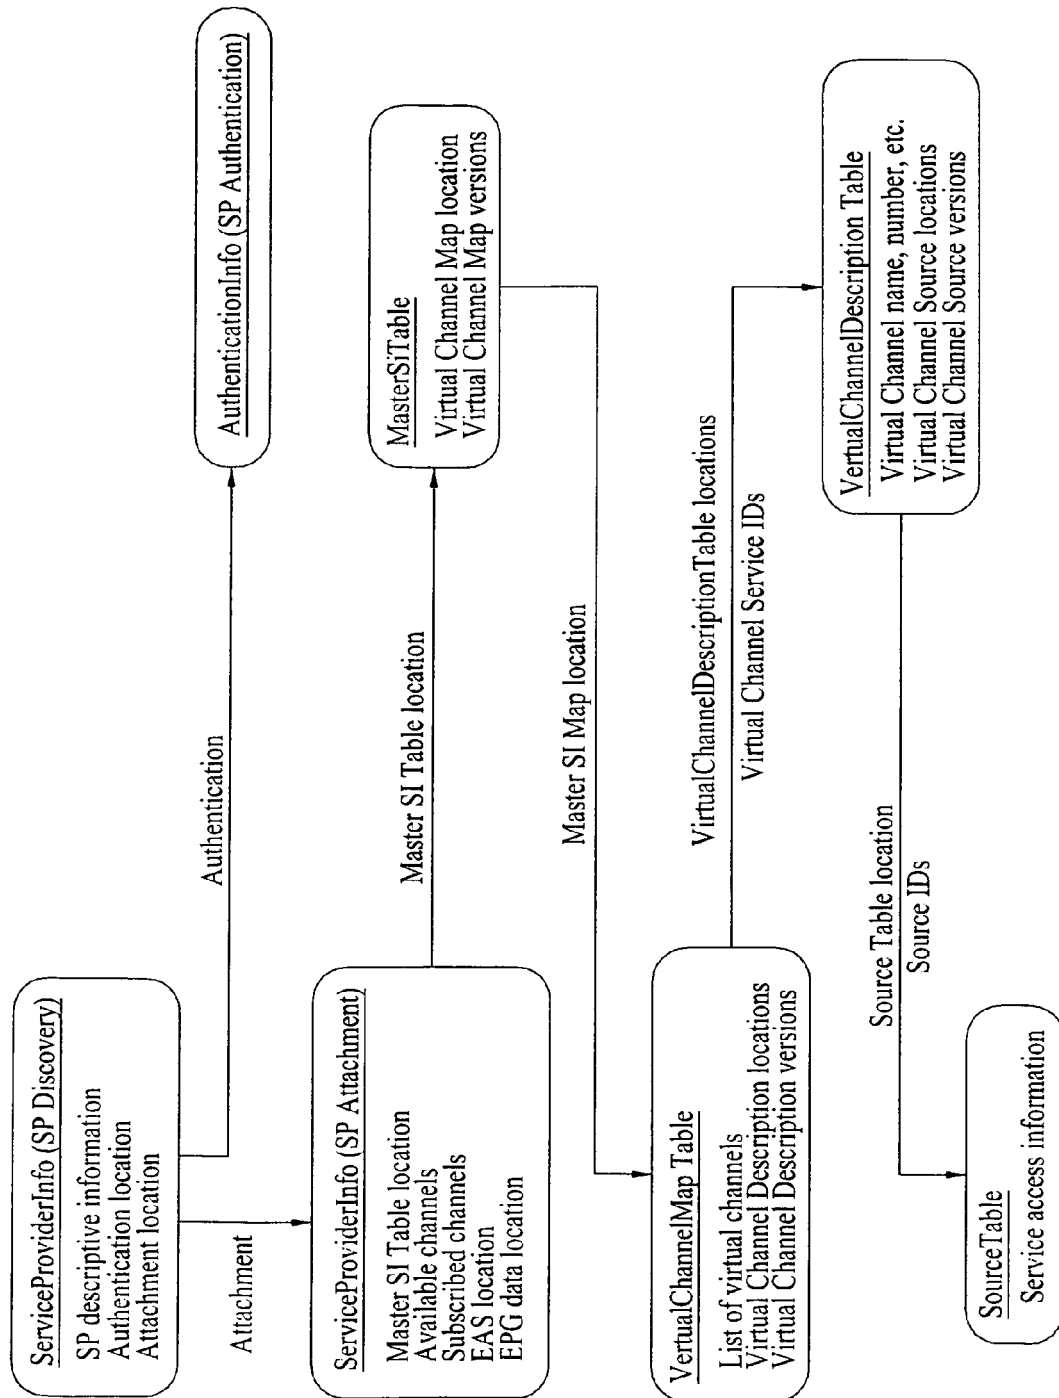 ServiceProviderInfo (SP Discovery)
SP descriptive information
Authentication location
Attachment location
Authentication
AuthenticationInfo (SP Authentication)
Attachment
ServiceProviderInfo (SP Attachment)
Master SI Table location
Available channels
Subscribed channels
EAS location
EPG data location
Master SI Table location
MasterSiTable
Virtual Channel Map location
Virtual Channel Map versions
Master SI Map location
VertualChannelMap Table
List of virtual channels
Virtual Channel Description locations
Virtual Channel Description versions
VirtualChannelDescriptionTable locations
Virtual Channel Service IDs
VertualChannelDescription Table
Virtual Channel name, number, etc.
Virtual Channel Source locations
Virtual Channel Source versions
Source Table location
Source IDs
SourceTable
Service access information